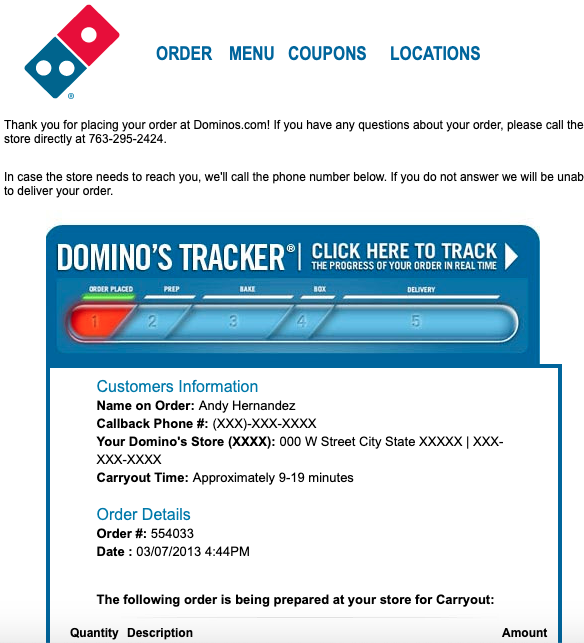 ORDER MENU COUPONS LOCATIONS
®
Thank you for placing your order at Dominos.com! If you have any questions about your order, please call the
store directly at 763-295-2424.
In case the store needs to reach you, we'll call the phone number below. If you do not answer we will be unab
to deliver your order.
DOMINO'S TRACKER® | CLICK HERE TO TRACK
THE PROGRESS OF YOUR ORDER IN REAL TIME
ORDER PLACED PREP BAKE BOX DELIVERY
1 2 3 4 5
Customers Information
Name on Order: Andy Hernandez
Callback Phone #: (XXX)-XXX-XXXX
Your Domino's Store (XXXX): 000 W Street City State XXXXX | XXX-
XXX-XXXX
Carryout Time: Approximately 9-19 minutes
Order Details
Order #: 554033
Date : 03/07/2013 4:44PM
The following order is being prepared at your store for Carryout:
Quantity Description Amount